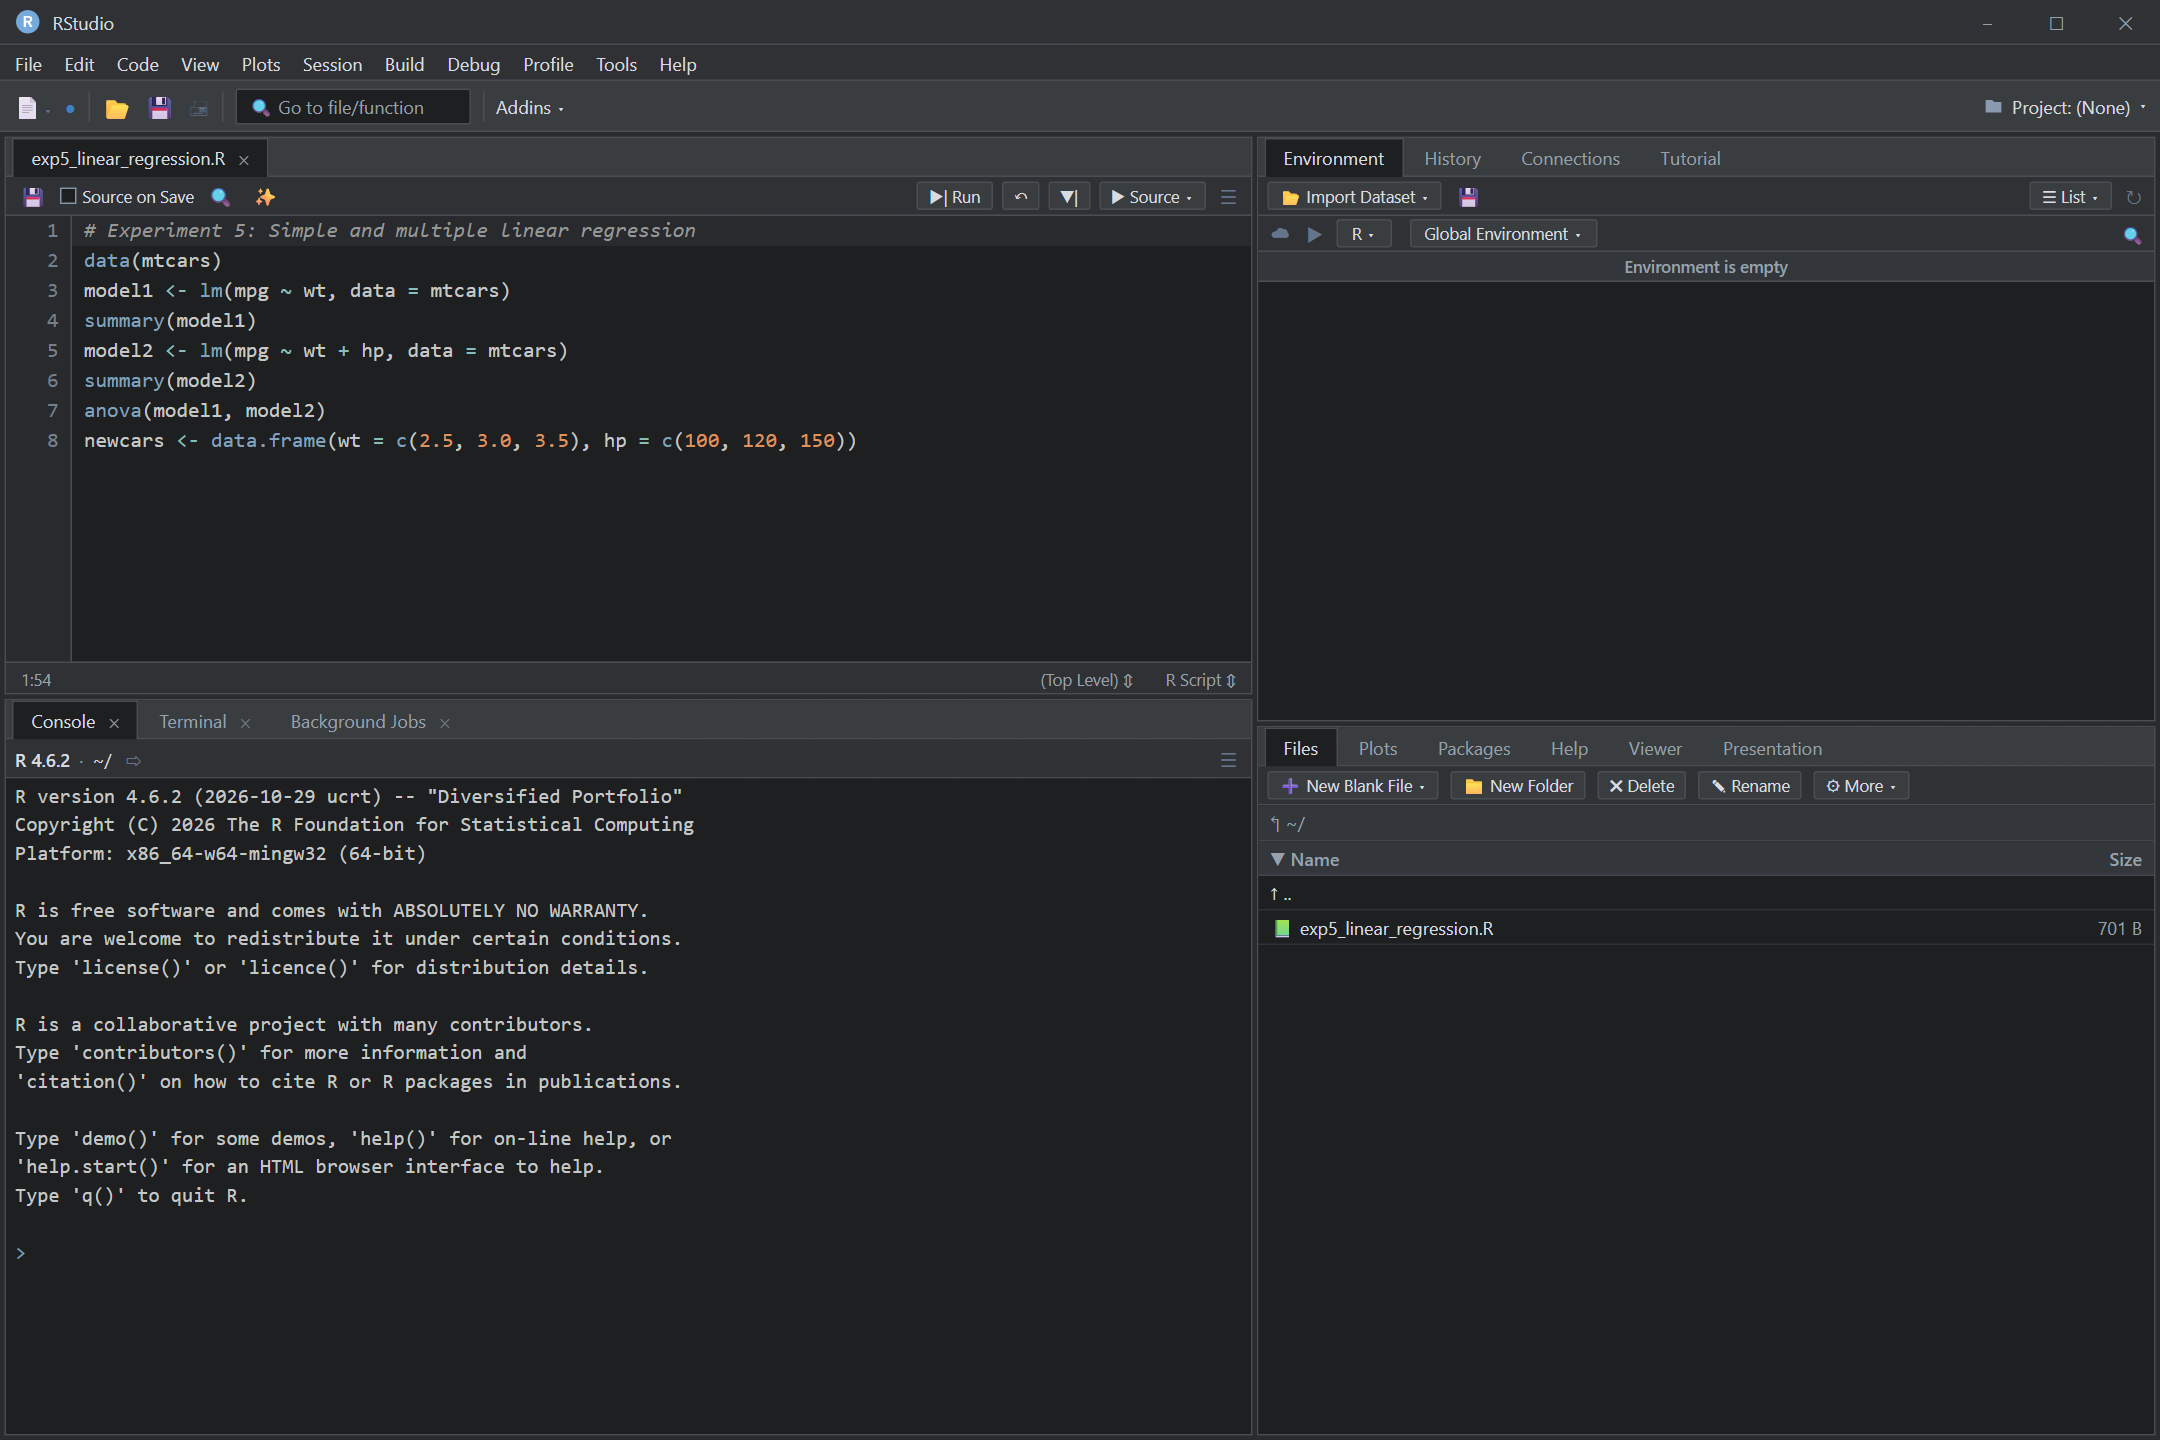 RStudio
File Edit Code View Plots Session Build Debug Profile Tools Help
Go to file/function Addins Project: (None)
exp5_linear_regression.R
Source on Save Run Source
1 # Experiment 5: Simple and multiple linear regression
2 data(mtcars)
3 model1 <- lm(mpg ~ wt, data = mtcars)
4 summary(model1)
5 model2 <- lm(mpg ~ wt + hp, data = mtcars)
6 summary(model2)
7 anova(model1, model2)
8 newcars <- data.frame(wt = c(2.5, 3.0, 3.5), hp = c(100, 120, 150))
1:54 (Top Level) R Script
Console Terminal Background Jobs
R 4.6.2 · ~/
R version 4.6.2 (2026-10-29 ucrt) -- "Diversified Portfolio"
Copyright (C) 2026 The R Foundation for Statistical Computing
Platform: x86_64-w64-mingw32 (64-bit)
R is free software and comes with ABSOLUTELY NO WARRANTY.
You are welcome to redistribute it under certain conditions.
Type 'license()' or 'licence()' for distribution details.
R is a collaborative project with many contributors.
Type 'contributors()' for more information and
'citation()' on how to cite R or R packages in publications.
Type 'demo()' for some demos, 'help()' for on-line help, or
'help.start()' for an HTML browser interface to help.
Type 'q()' to quit R.
>
Environment History Connections Tutorial
Import Dataset List
R Global Environment
Environment is empty
Files Plots Packages Help Viewer Presentation
New Blank File New Folder Delete Rename More
~/
Name Size
..
exp5_linear_regression.R 701 B